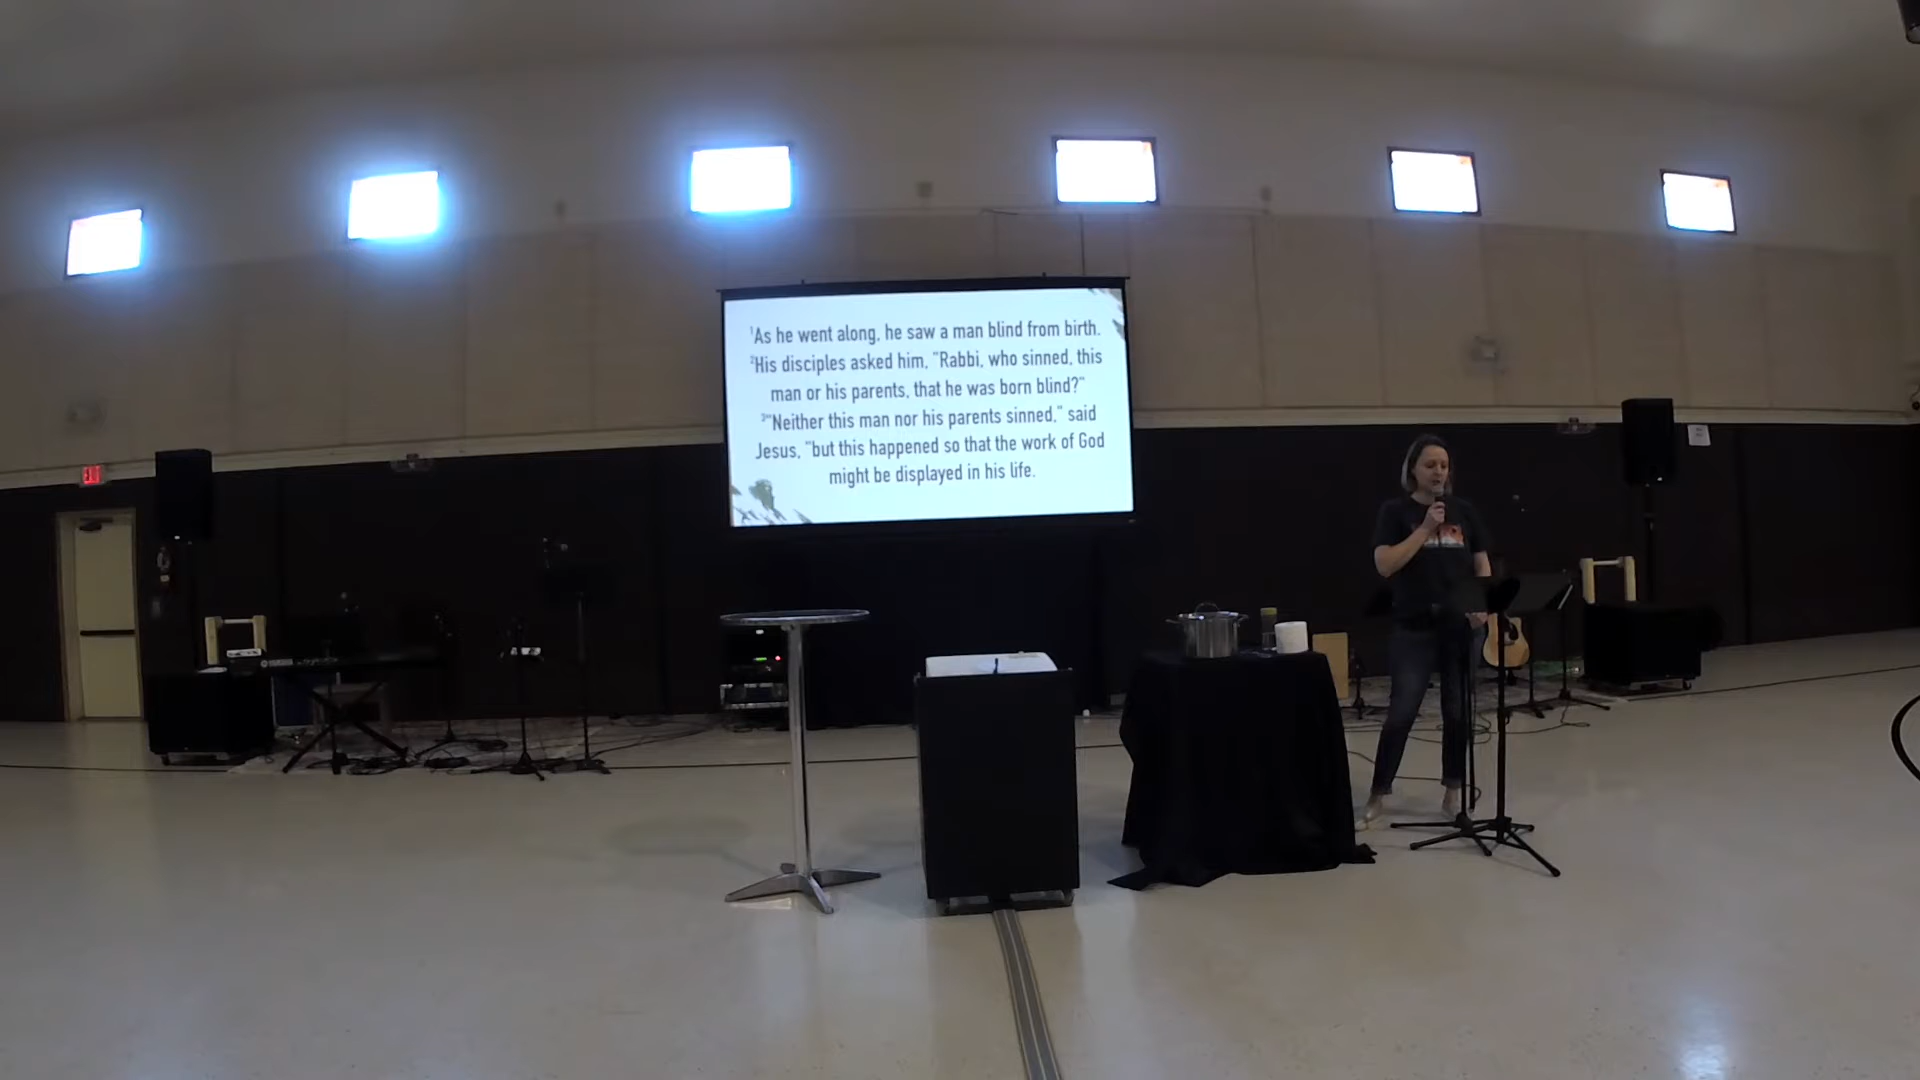 ¹As he went along, he saw a man blind from birth.
²His disciples asked him, "Rabbi, who sinned, this
man or his parents, that he was born blind?"
³"Neither this man nor his parents sinned," said
Jesus, "but this happened so that the work of God
might be displayed in his life.
EXIT